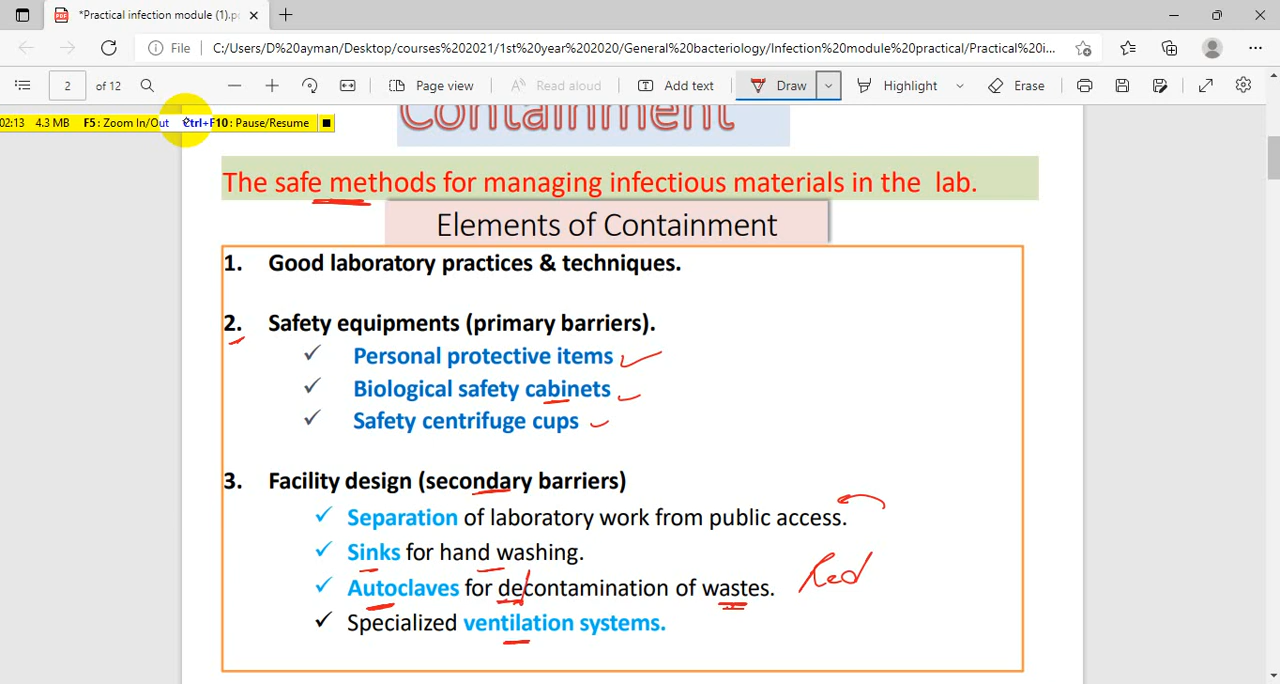 *Practical infection module (1).p
File
C:/Users/D%20ayman/Desktop/courses%202021/1st%20year%202020/General%20bacteriology/Infection%20module%20practical/Practical%20i...
2 of 12
Page view
Read aloud
Add text
Draw
Highlight
Erase
02:13 4.3 MB F5: Zoom In/Out Ctrl+F10: Pause/Resume
Containment
The safe methods for managing infectious materials in the lab.
Elements of Containment
1. Good laboratory practices & techniques.
2. Safety equipments (primary barriers).
✓ Personal protective items
✓ Biological safety cabinets
✓ Safety centrifuge cups
3. Facility design (secondary barriers)
✓ Separation of laboratory work from public access.
✓ Sinks for hand washing.
✓ Autoclaves for decontamination of wastes.
Red
✓ Specialized ventilation systems.